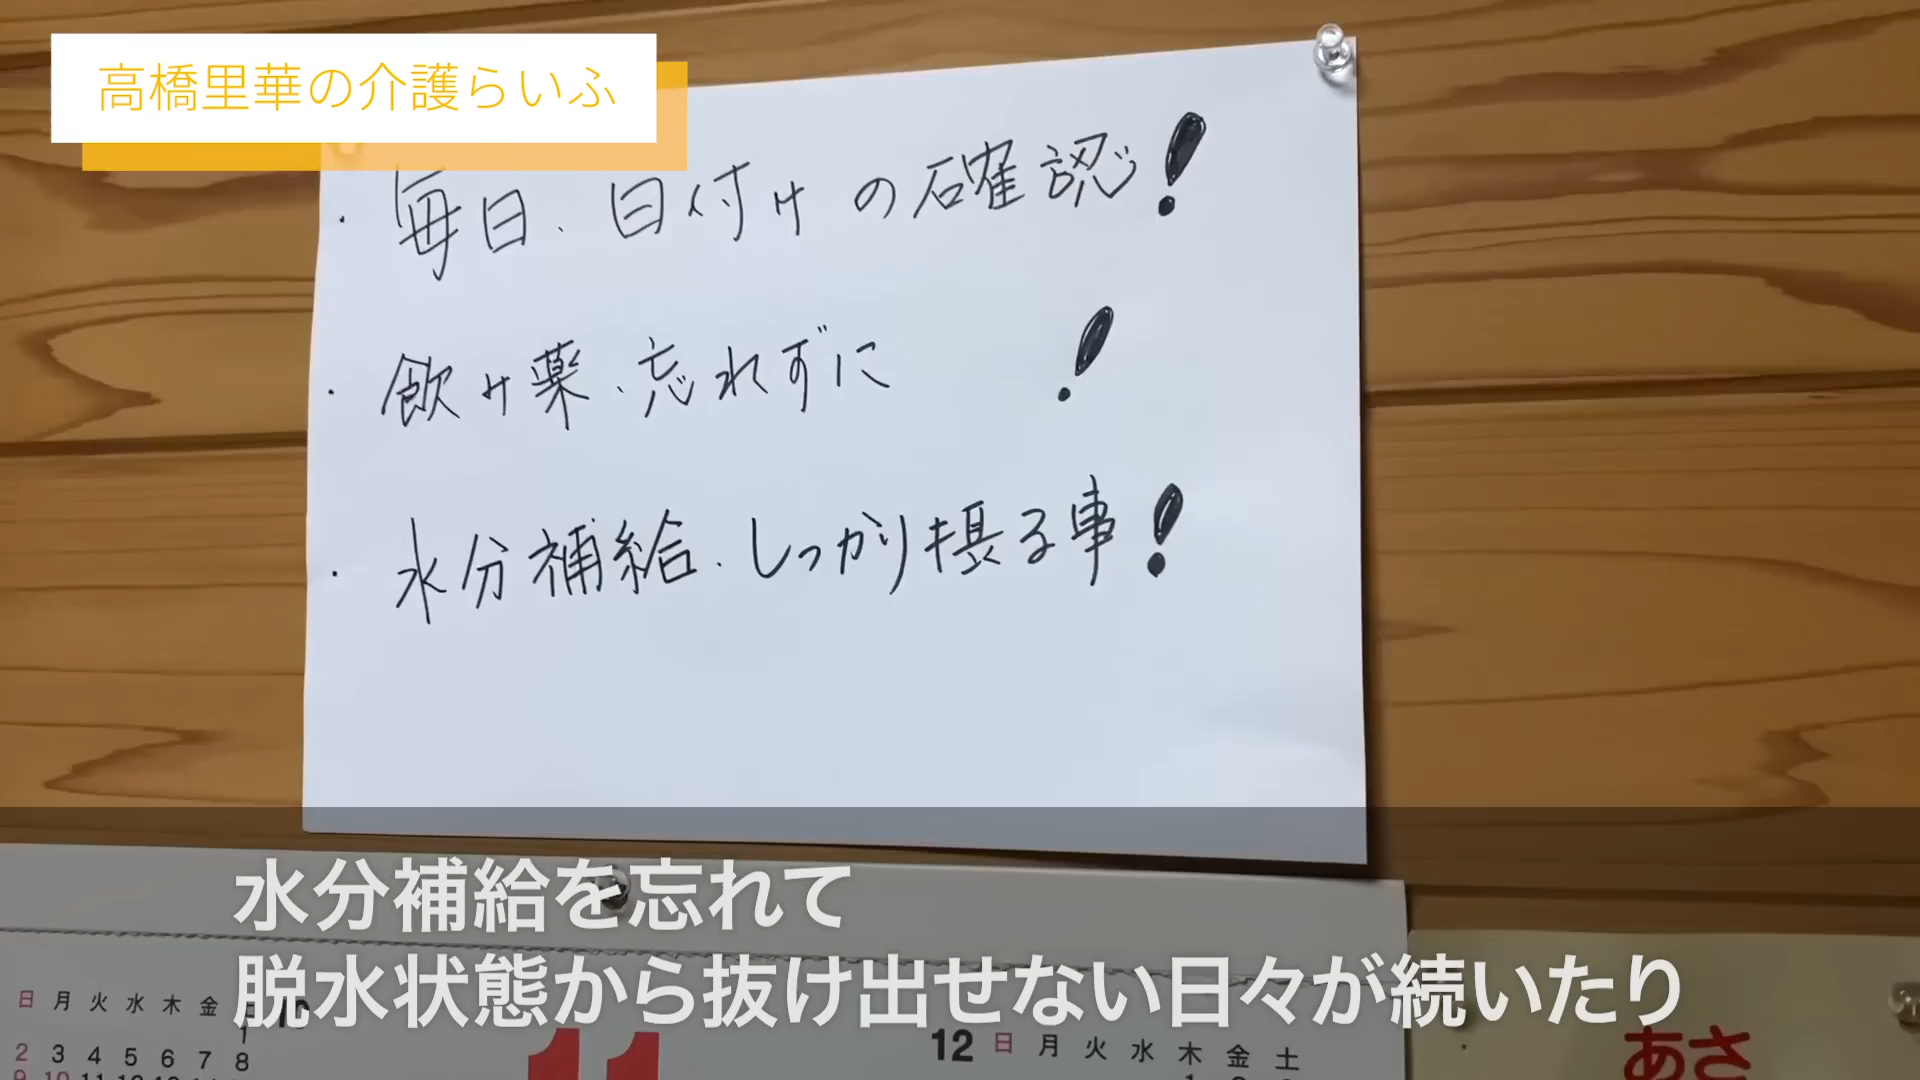 高橋里華の介護らいふ
・毎日、日付けの確認!
・飲み薬、忘れずに !
・水分補給、しっかり摂る事!
水分補給を忘れて
脱水状態から抜け出せない日々が続いたり
日 月 火 水 木 金 10
1
2 3 4 5 6 7 8
11
12 日 月 火 水 木 金 土
あさ